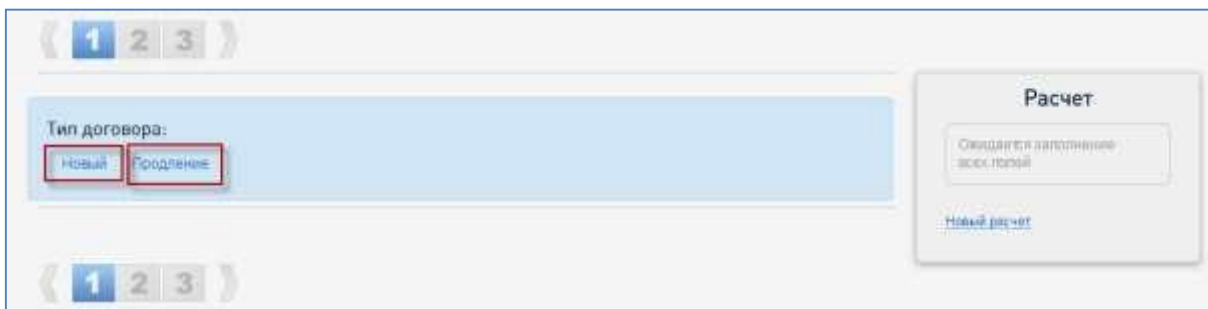 1 2 3
Тип договора:
Новый Продление
Расчет
Ожидается заполнение
всех полей
Новый расчет
1 2 3